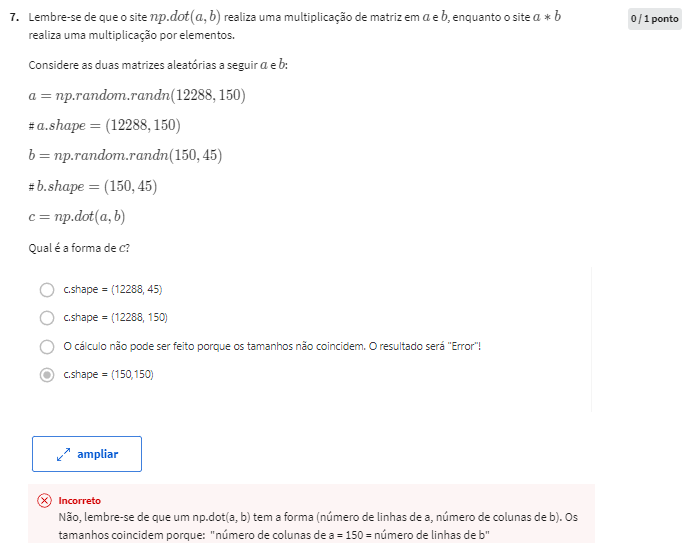 7. Lembre-se de que o site np.dot(a, b) realiza uma multiplicação de matriz em a e b, enquanto o site a * b
0 / 1 ponto
realiza uma multiplicação por elementos.
Considere as duas matrizes aleatórias a seguir a e b:
a = np.random.randn(12288, 150)
# a.shape = (12288, 150)
b = np.random.randn(150, 45)
# b.shape = (150, 45)
c = np.dot(a, b)
Qual é a forma de c?
c.shape = (12288, 45)
c.shape = (12288, 150)
O cálculo não pode ser feito porque os tamanhos não coincidem. O resultado será "Error"!
c.shape = (150,150)
ampliar
Incorreto
Não, lembre-se de que um np.dot(a, b) tem a forma (número de linhas de a, número de colunas de b). Os
tamanhos coincidem porque: "número de colunas de a = 150 = número de linhas de b"